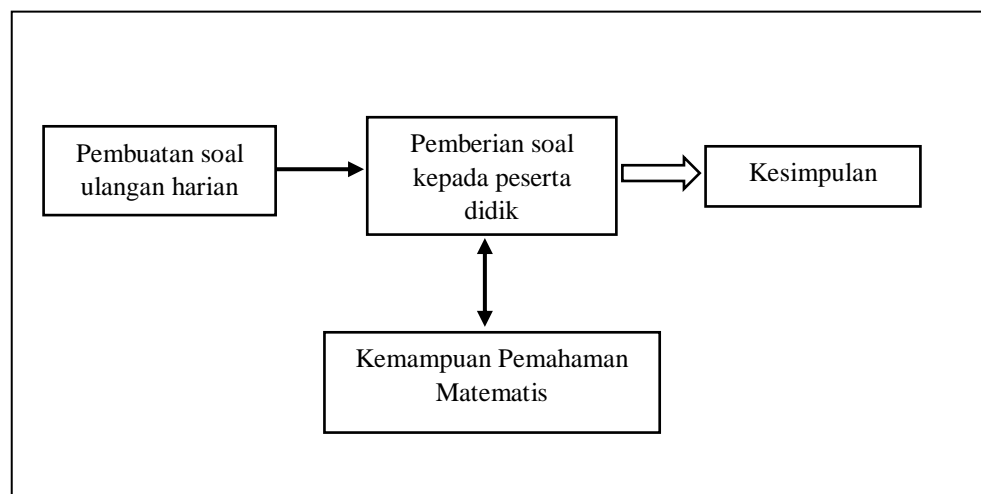 Pembuatan soal
ulangan harian
Pemberian soal
kepada peserta
didik
Kesimpulan
Kemampuan Pemahaman
Matematis